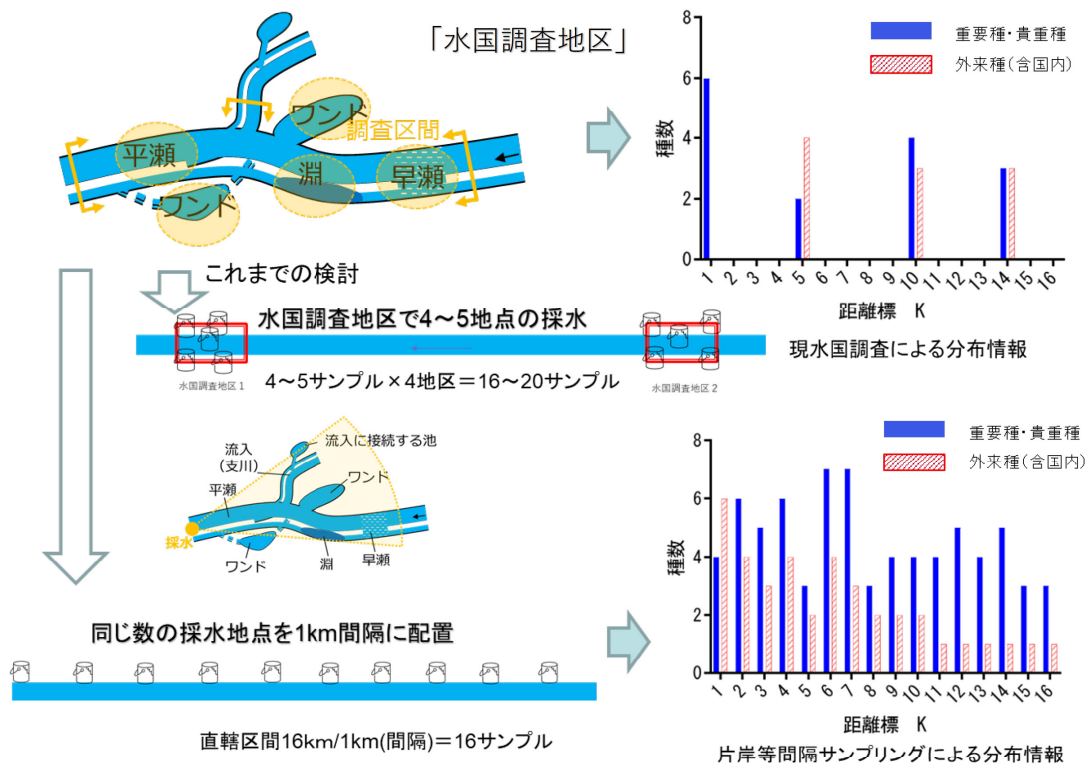 「水国調査地区」
ワンド
調査区間
平瀬
淵
早瀬
ワンド
重要種・貴重種
外来種(含国内)
種数
8
6
4
2
0
1 2 3 4 5 6 7 8 9 10 11 12 13 14 15 16
距離標 K
現水国調査による分布情報
これまでの検討
水国調査地区で4～5地点の採水
水国調査地区1
4～5サンプル×4地区＝16～20サンプル
水国調査地区2
流入に接続する池
流入
(支川)
平瀬
ワンド
採水
ワンド
淵
早瀬
同じ数の採水地点を1km間隔に配置
直轄区間16km/1km(間隔)＝16サンプル
重要種・貴重種
外来種(含国内)
種数
8
6
4
2
0
1 2 3 4 5 6 7 8 9 10 11 12 13 14 15 16
距離標 K
片岸等間隔サンプリングによる分布情報